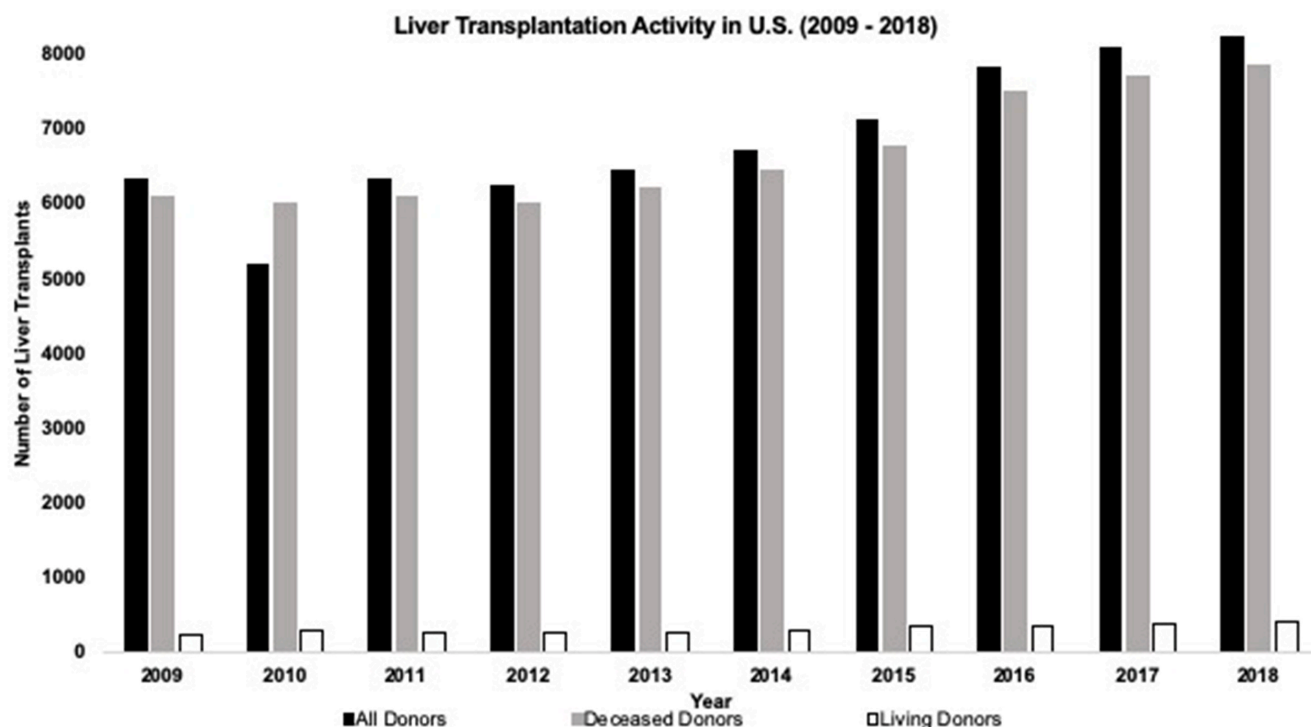 Liver Transplantation Activity in U.S. (2009 - 2018)
Number of Liver Transplants
8000
7000
6000
5000
4000
3000
2000
1000
0
2009 2010 2011 2012 2013 2014 2015 2016 2017 2018
Year
All Donors Deceased Donors Living Donors